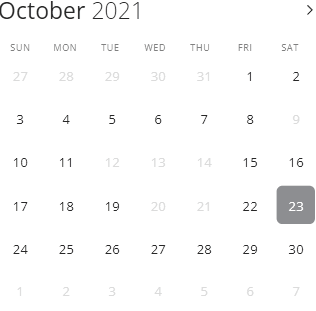 October 2021
SUN MON TUE WED THU FRI SAT
27 28 29 30 31 1 2
3 4 5 6 7 8 9
10 11 12 13 14 15 16
17 18 19 20 21 22 23
24 25 26 27 28 29 30
1 2 3 4 5 6 7